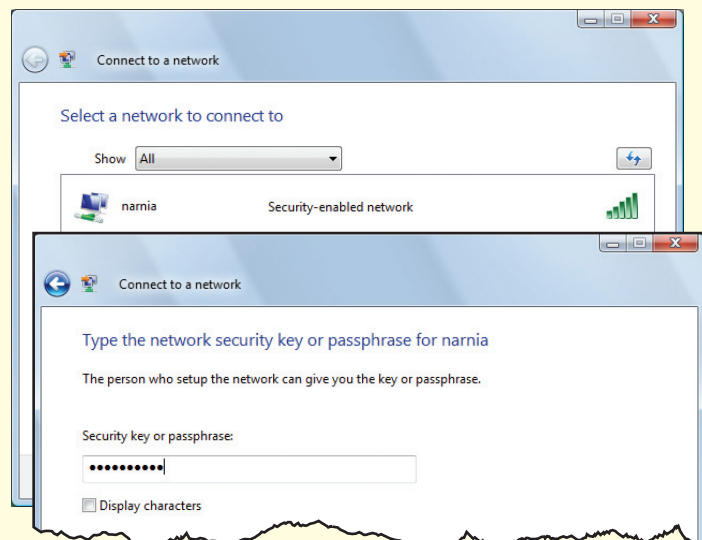 Connect to a network
Select a network to connect to
Show All
narnia Security-enabled network
Connect to a network
Type the network security key or passphrase for narnia
The person who setup the network can give you the key or passphrase.
Security key or passphrase:
••••••••••
Display characters